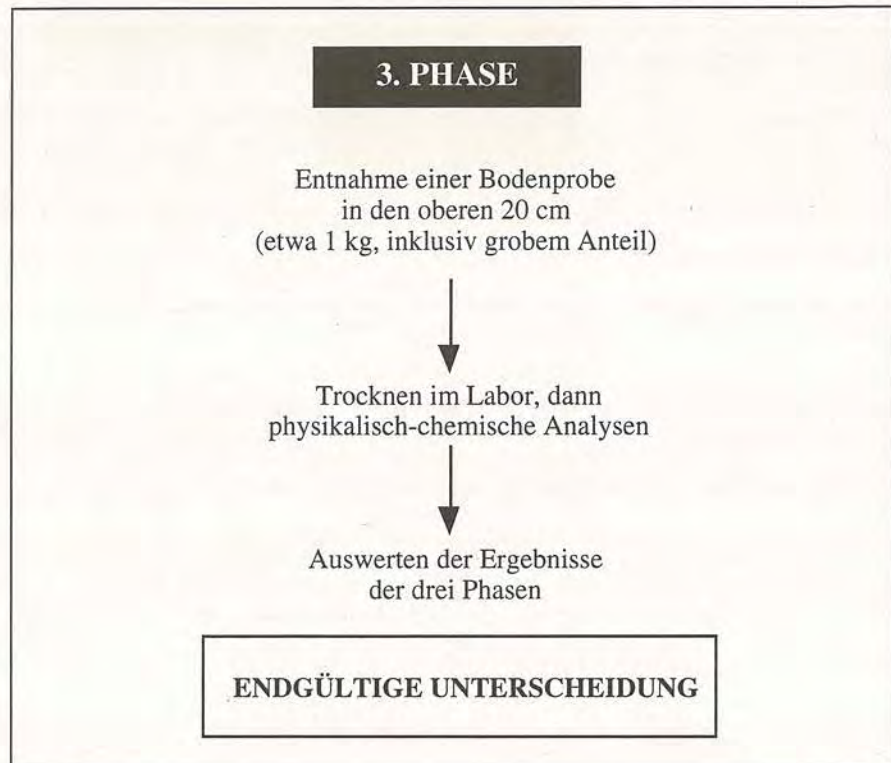 3. PHASE
Entnahme einer Bodenprobe
in den oberen 20 cm
(etwa 1 kg, inklusiv grobem Anteil)
Trocknen im Labor, dann
physikalisch-chemische Analysen
Auswerten der Ergebnisse
der drei Phasen
ENDGÜLTIGE UNTERSCHEIDUNG